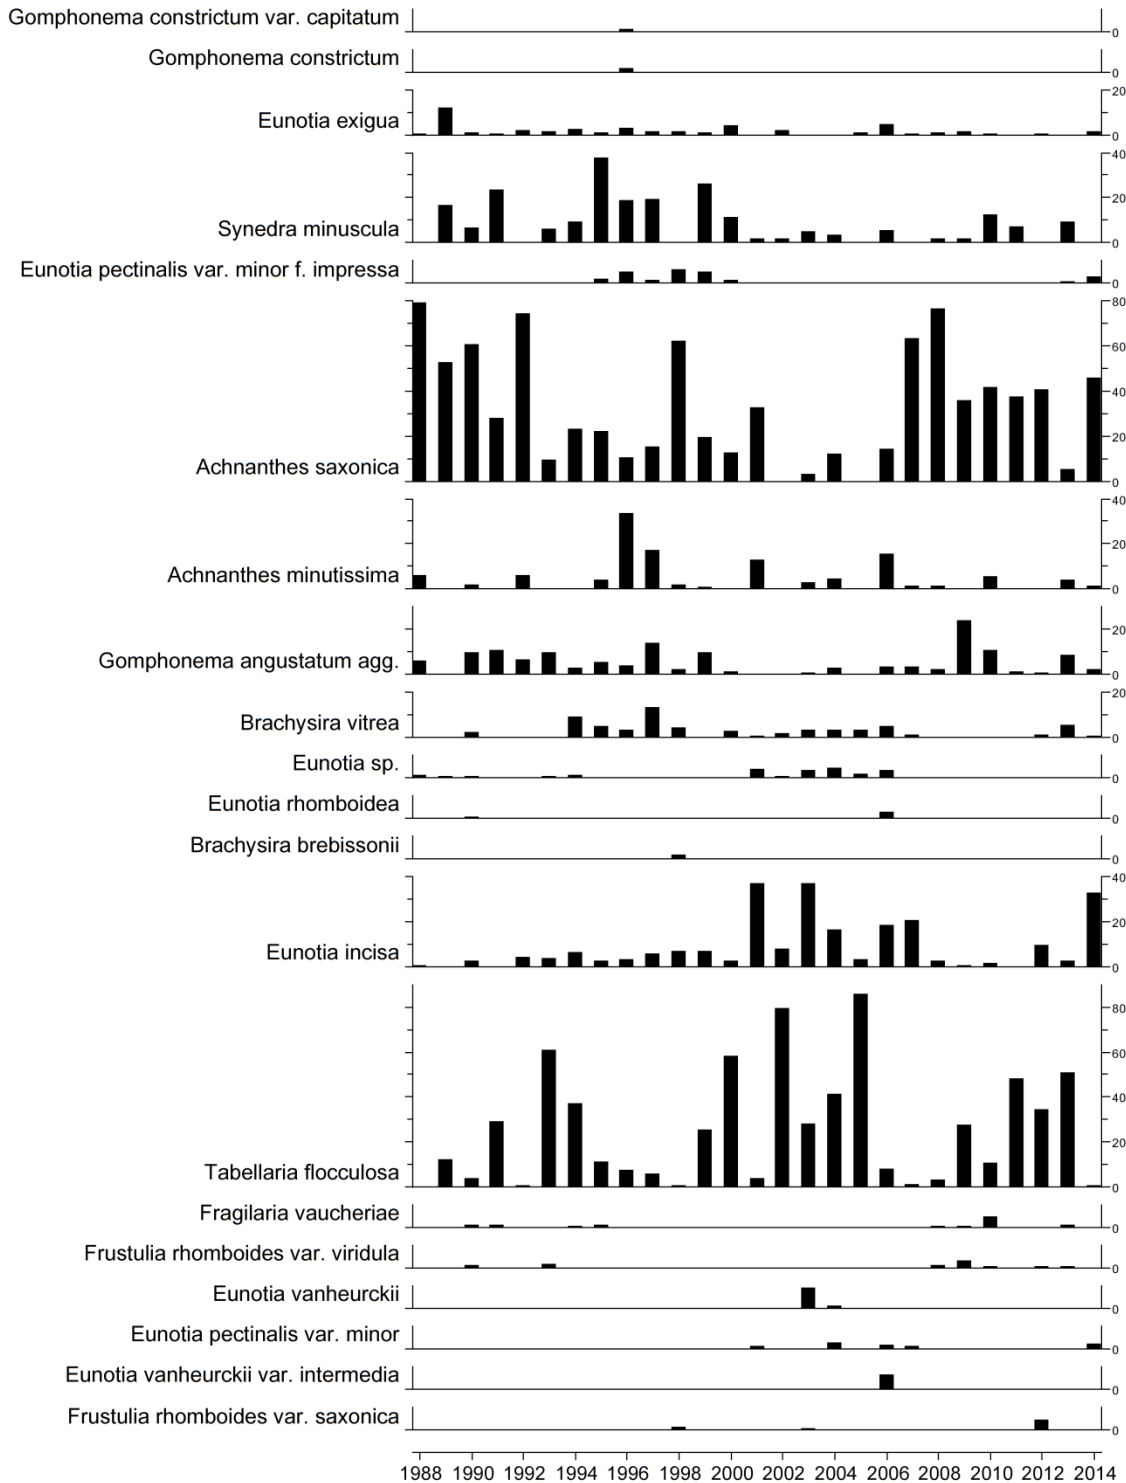 Gomphonema constrictum var. capitatum
0
Gomphonema constrictum
0
20
Eunotia exigua
0
40
20
Synedra minuscula
0
Eunotia pectinalis var. minor f. impressa
0
80
60
40
20
Achnanthes saxonica
0
40
20
Achnanthes minutissima
0
20
Gomphonema angustatum agg.
0
20
Brachysira vitrea
0
Eunotia sp.
0
Eunotia rhomboidea
0
Brachysira brebissonii
0
40
20
Eunotia incisa
0
80
60
40
20
Tabellaria flocculosa
0
Fragilaria vaucheriae
0
Frustulia rhomboides var. viridula
0
Eunotia vanheurckii
0
Eunotia pectinalis var. minor
0
Eunotia vanheurckii var. intermedia
0
Frustulia rhomboides var. saxonica
0
1988 1990 1992 1994 1996 1998 2000 2002 2004 2006 2008 2010 2012 2014